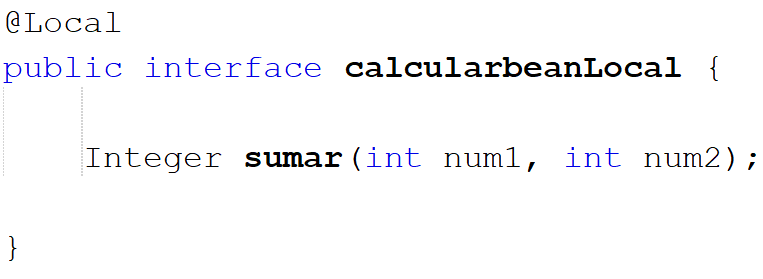 @Local
public interface calcularbeanLocal {
Integer sumar(int num1, int num2);
}